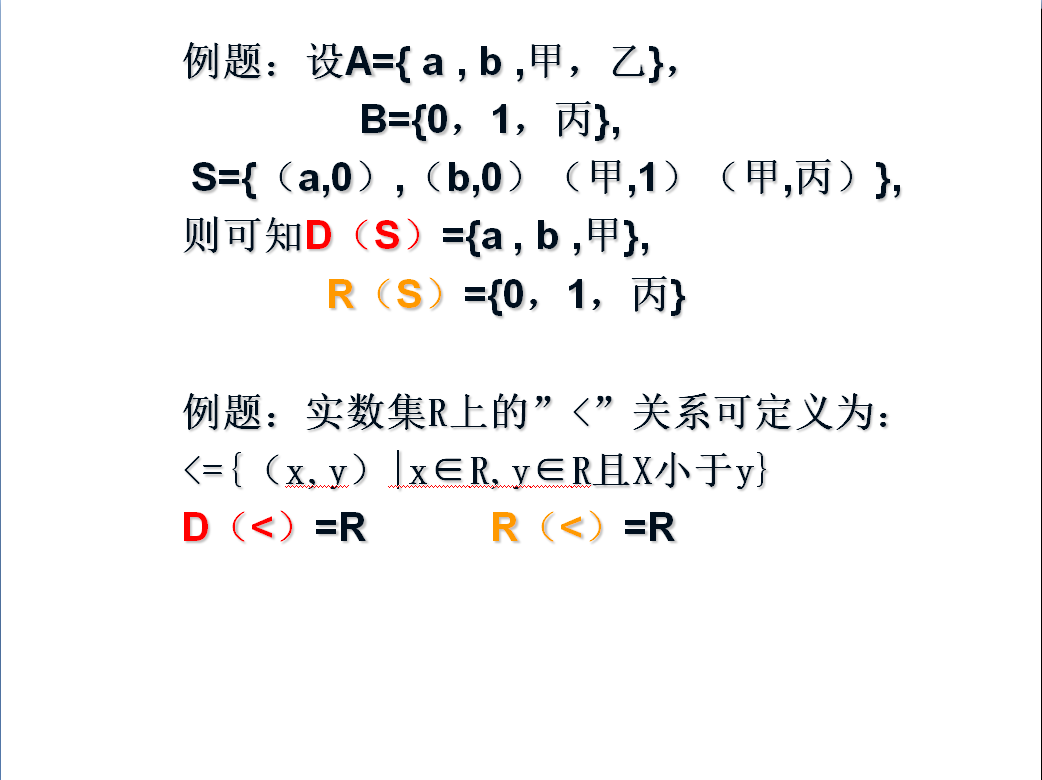 例题：设A={ a , b ,甲，乙}，
B={0，1，丙},
S={（a,0）,（b,0）（甲,1）（甲,丙）},
则可知D（S）={a , b ,甲},
R（S）={0，1，丙}
例题：实数集R上的”<”关系可定义为：
<={（x,y）|x∈R,y∈R且X小于y}
D（<）=R R（<）=R